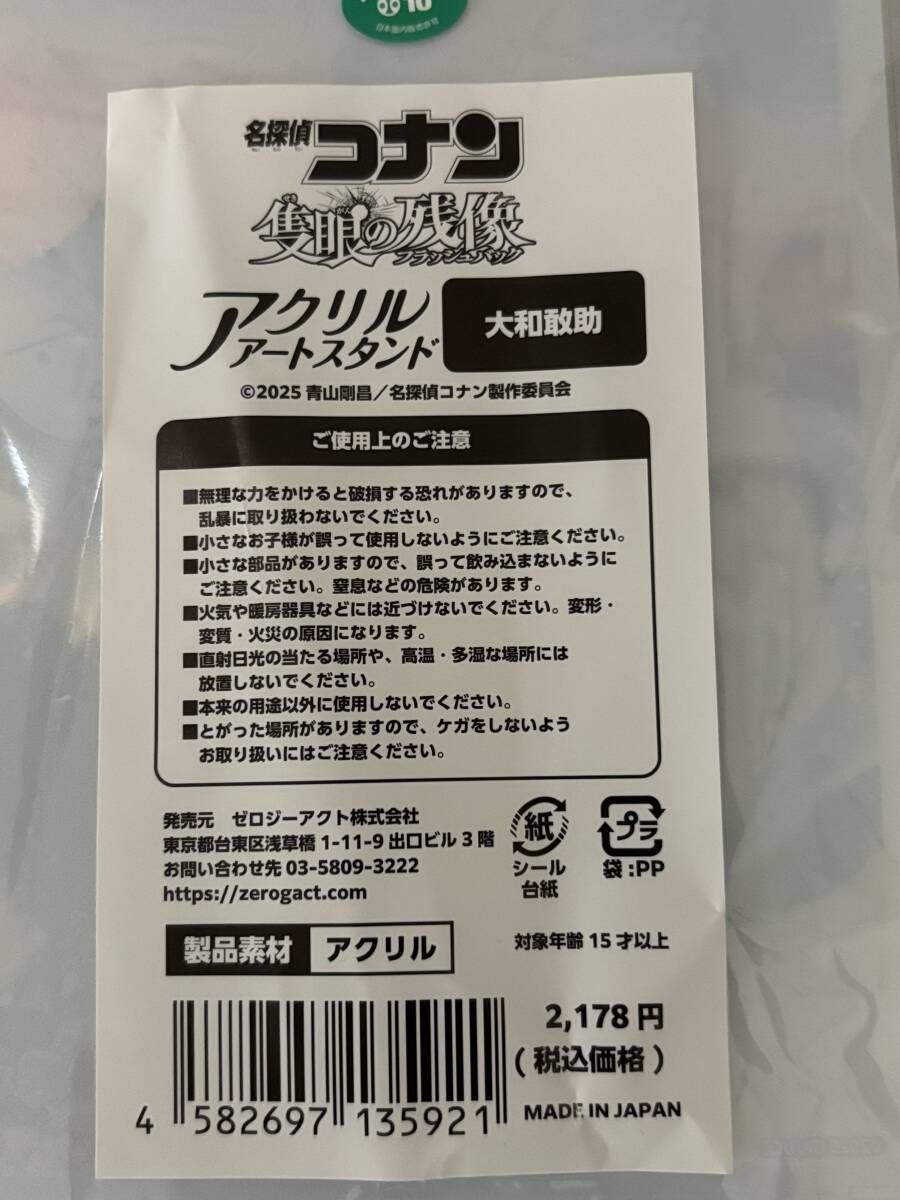 10
日本国内販売許可
名探偵
コナン
隻眼の残像
フラッシュバック
アクリル
アートスタンド
大和敢助
©2025 青山剛昌／名探偵コナン製作委員会
ご使用上のご注意
■無理な力をかけると破損する恐れがありますので、
乱暴に取り扱わないでください。
■小さなお子様が誤って使用しないようにご注意ください。
■小さな部品がありますので、誤って飲み込まないように
ご注意ください。窒息などの危険があります。
■火気や暖房器具などには近づけないでください。変形・
変質・火災の原因になります。
■直射日光の当たる場所や、高温・多湿な場所には
放置しないでください。
■本来の用途以外に使用しないでください。
■とがった場所がありますので、ケガをしないよう
お取り扱いにはご注意ください。
発売元 ゼロジーアクト株式会社
東京都台東区浅草橋 1-11-9 出口ビル 3 階
お問い合わせ先 03-5809-3222
https://zerogact.com
紙
シール
台紙
プラ
袋:PP
製品素材 アクリル
対象年齢 15 才以上
2,178 円
(税込価格)
4 582697 135921
MADE IN JAPAN